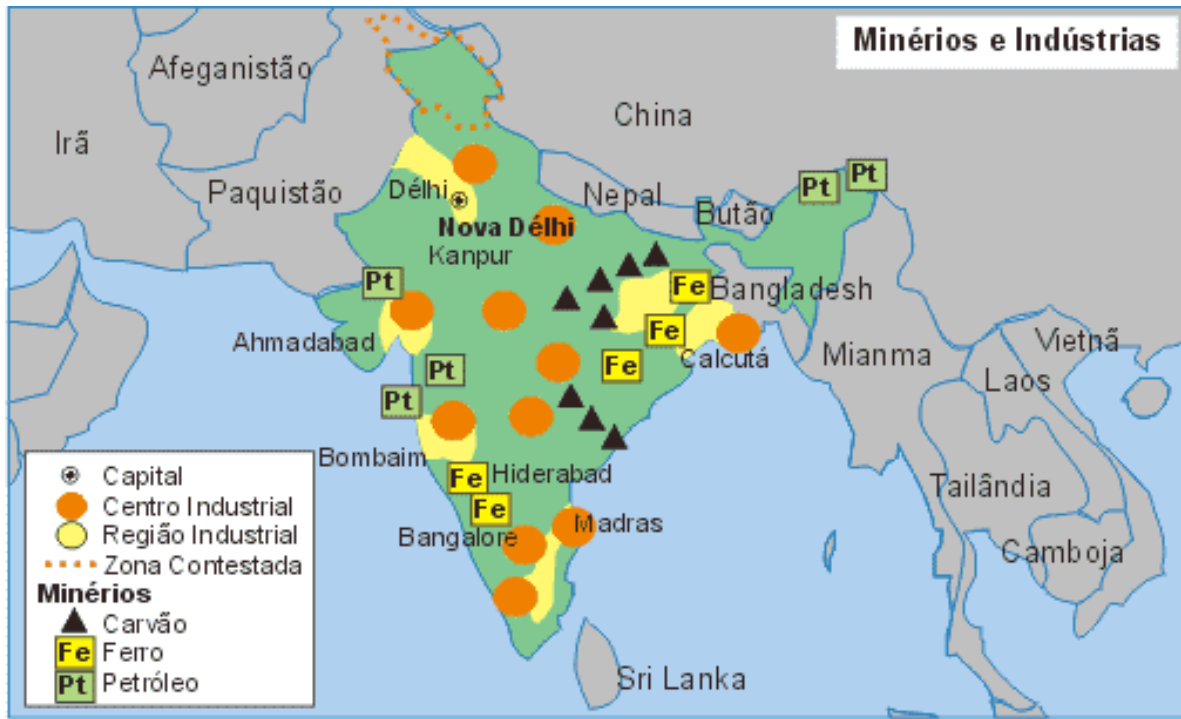 Minérios e Indústrias
Afeganistão
China
Irã
Paquistão
Nepal
Butão
Pt
Pt
Délhi
Nova Délhi
Kanpur
Pt
Fe
Bangladesh
Ahmadabad
Fe
Calcutá
Mianma
Vietnã
Laos
Fe
Pt
Pt
Bombaim
Fe
Hiderabad
Tailândia
Fe
Bangalore
Madras
Camboja
Sri Lanka
Capital
Centro Industrial
Região Industrial
Zona Contestada
Minérios
Carvão
Fe Ferro
Pt Petróleo